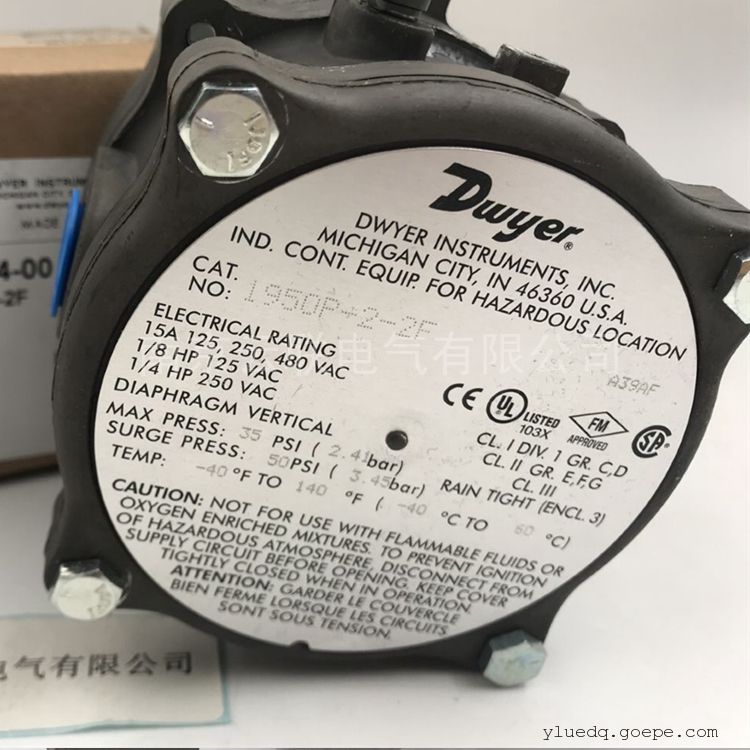 DWYER INSTRUMENTS
WADE
4-00
-2F
Dwyer®
DWYER INSTRUMENTS, INC.
MICHIGAN CITY, IN 46360 U.S.A.
IND. CONT. EQUIP. FOR HAZARDOUS LOCATION
CAT.
NO: 1950P-2-2F
ELECTRICAL RATING
15A 125, 250, 480 VAC
1/8 HP 125 VAC
1/4 HP 250 VAC
DIAPHRAGM VERTICAL
MAX PRESS: 35 PSI ( 2.41bar)
SURGE PRESS: 50PSI ( 3.45bar)
TEMP: -40 °F TO 140 °F ( -40 °C TO 60 °C)
A39AF
CE
UL
LISTED
103X
FM
APPROVED
SA
CL. I DIV. 1 GR. C,D
CL. II GR. E,F,G
CL. III
RAIN TIGHT (ENCL. 3)
CAUTION: NOT FOR USE WITH FLAMMABLE FLUIDS OR
OXYGEN ENRICHED MIXTURES. TO PREVENT IGNITION
OF HAZARDOUS ATMOSPHERE, DISCONNECT FROM
SUPPLY CIRCUIT BEFORE OPENING. KEEP COVER
TIGHTLY CLOSED WHEN IN OPERATION.
ATTENTION: GARDER LE COUVERCLE
BIEN FERME LORSQUE LES CIRCUITS
SONT SOUS TENSION.
电气有限公司
电气有限公司
yluedq.goepe.com